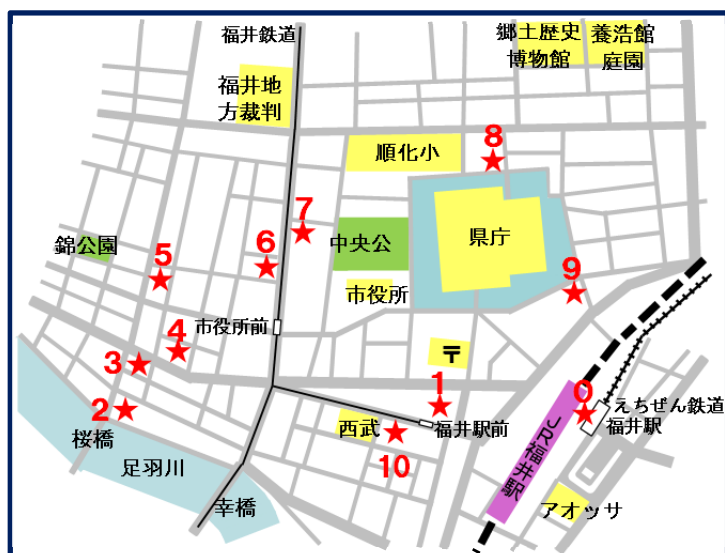 福井鉄道
郷土歴史
博物館
養浩館
庭園
福井地
方裁判
順化小
8
7
中央公
県庁
錦公園
5
6
9
市役所
市役所前
4
3
〒
1
0
えちぜん鉄道
福井駅
2
桜橋
西武
福井駅前
JR福井駅
10
足羽川
幸橋
アオッサ